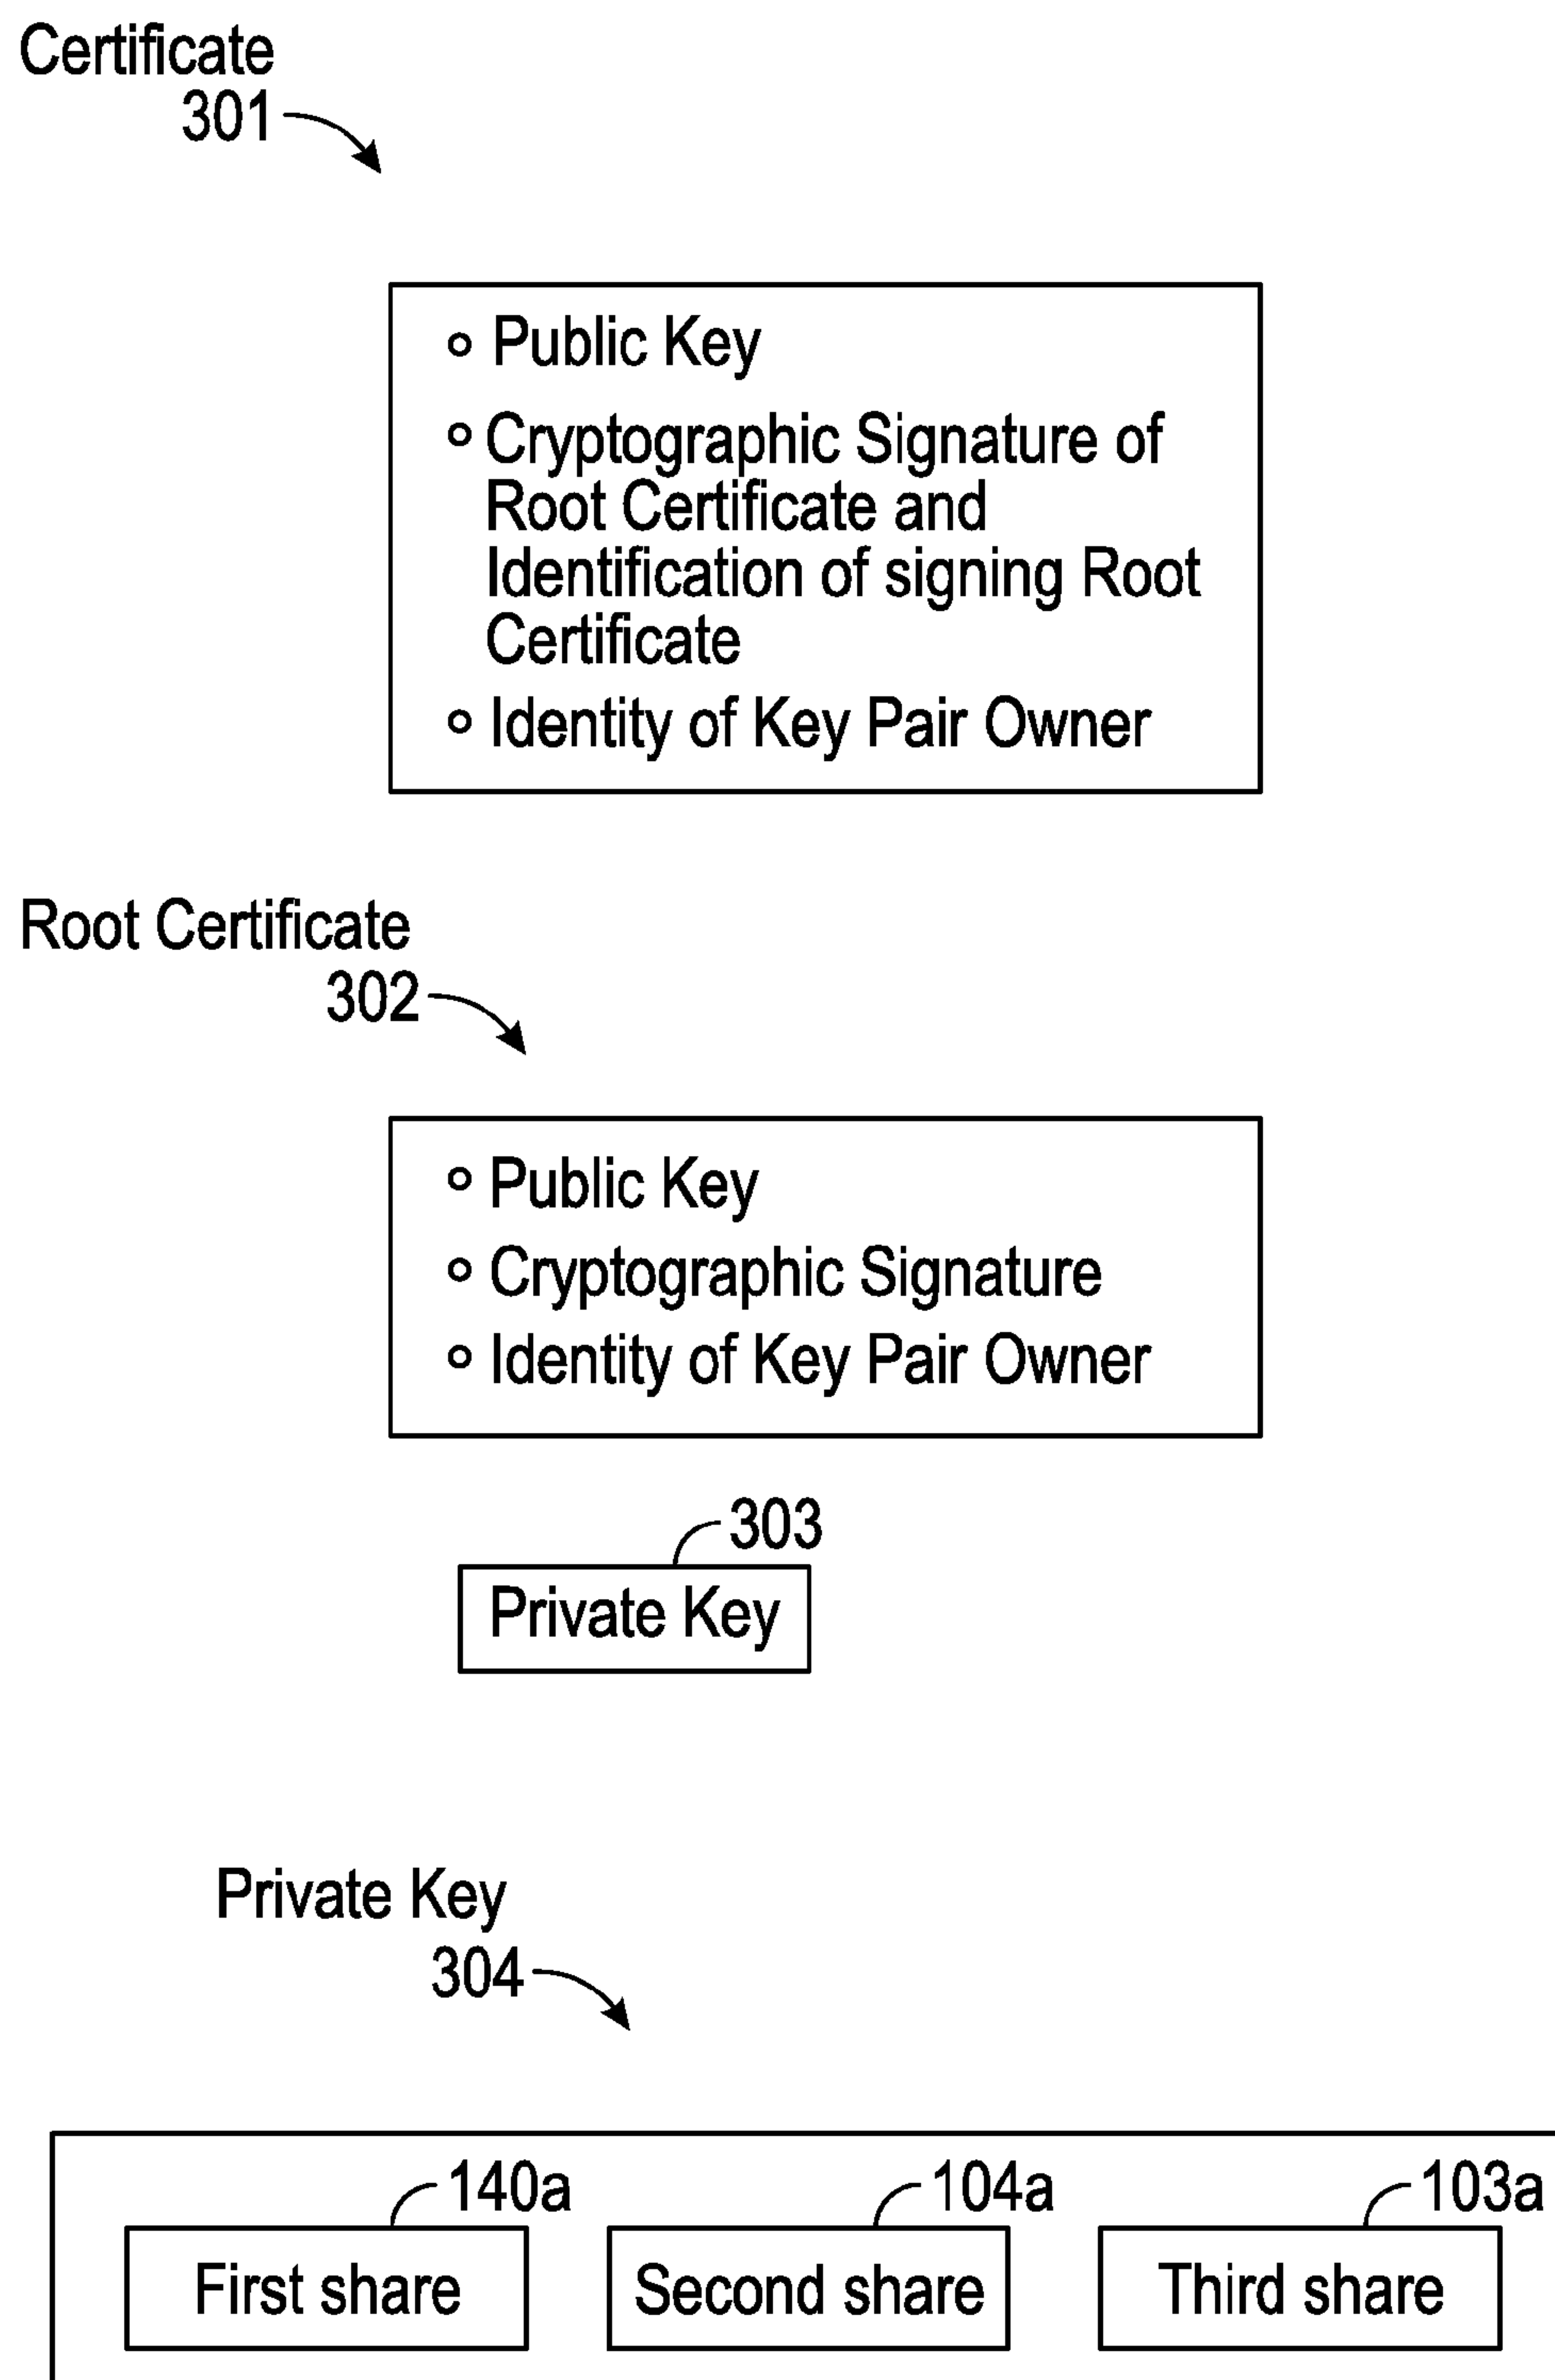 Certificate
301
Public Key
Cryptographic Signature of
Root Certificate and
Identification of signing Root
Certificate
Identity of Key Pair Owner
Root Certificate
302
Public Key
Cryptographic Signature
Identity of Key Pair Owner
303
Private Key
Private Key
304
140a 104a 103a
First share Second share Third share